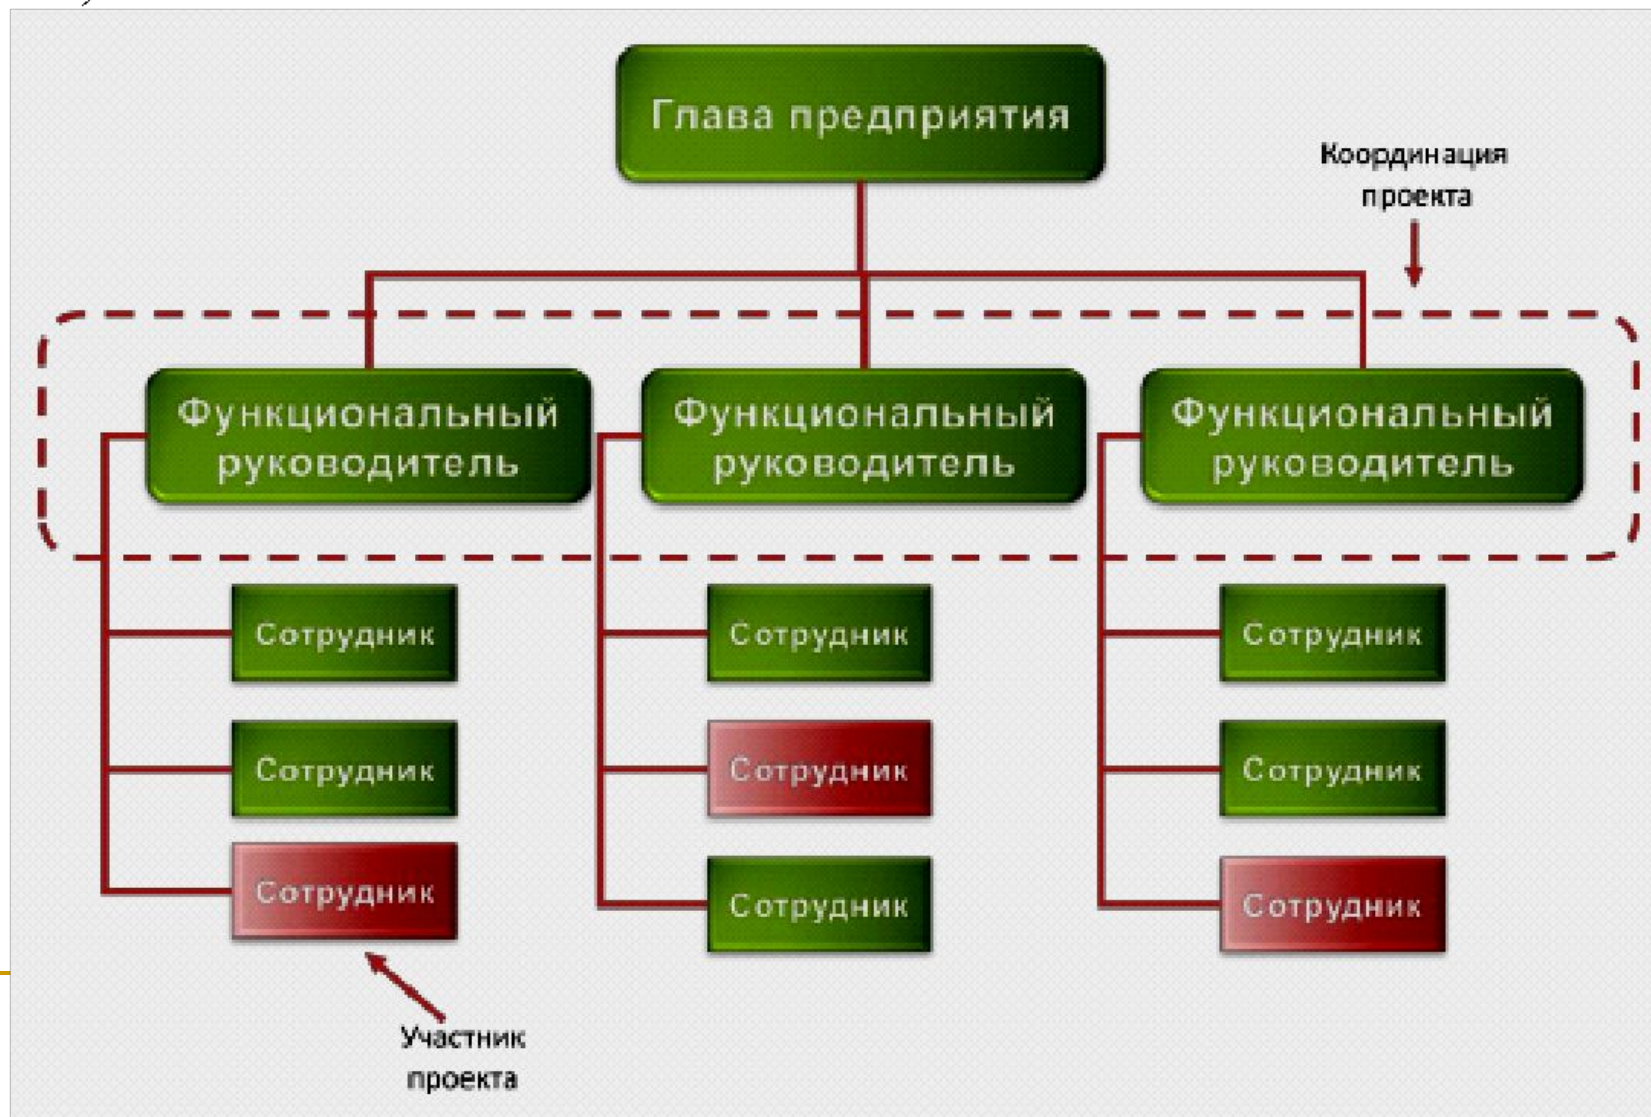 Глава предприятия
Координация
проекта
Функциональный
руководитель
Функциональный
руководитель
Функциональный
руководитель
Сотрудник
Сотрудник
Сотрудник
Сотрудник
Сотрудник
Сотрудник
Сотрудник
Сотрудник
Сотрудник
Участник
проекта